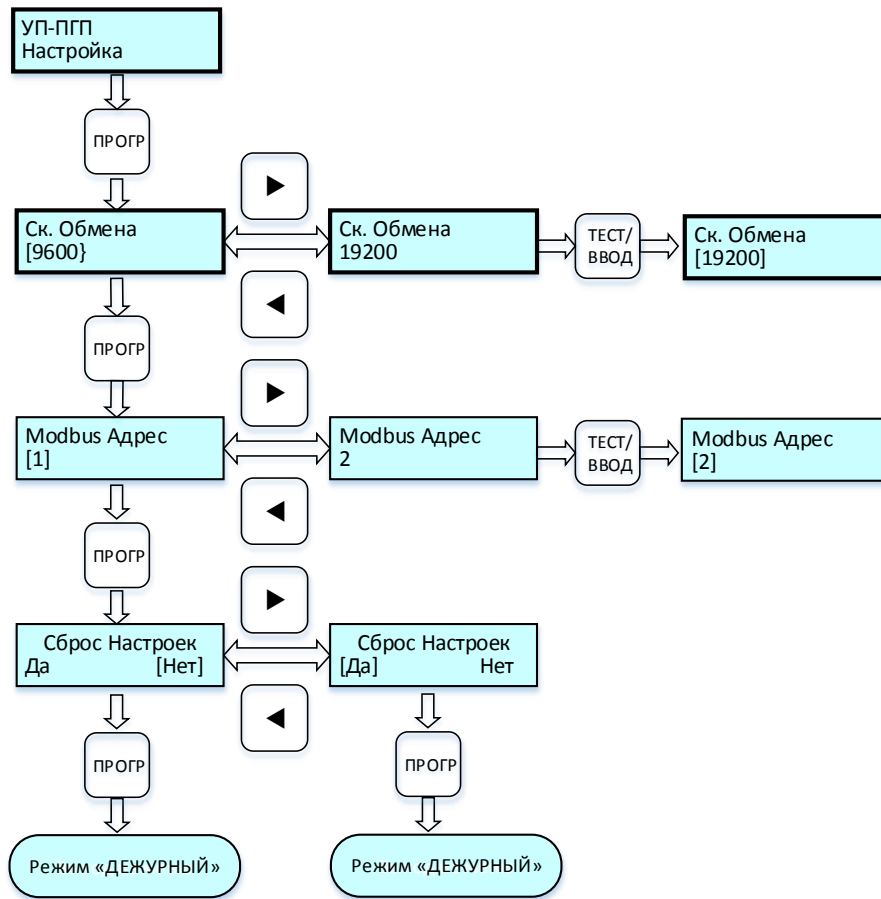 УП-ПГП
Настройка
ПРОГР
Ск. Обмена
[9600}
Ск. Обмена
19200
ТЕСТ/
ВВОД
Ск. Обмена
[19200]
ПРОГР
Modbus Адрес
[1]
Modbus Адрес
2
ТЕСТ/
ВВОД
Modbus Адрес
[2]
ПРОГР
Сброс Настроек
Да [Нет]
Сброс Настроек
[Да] Нет
ПРОГР
ПРОГР
Режим «ДЕЖУРНЫЙ»
Режим «ДЕЖУРНЫЙ»